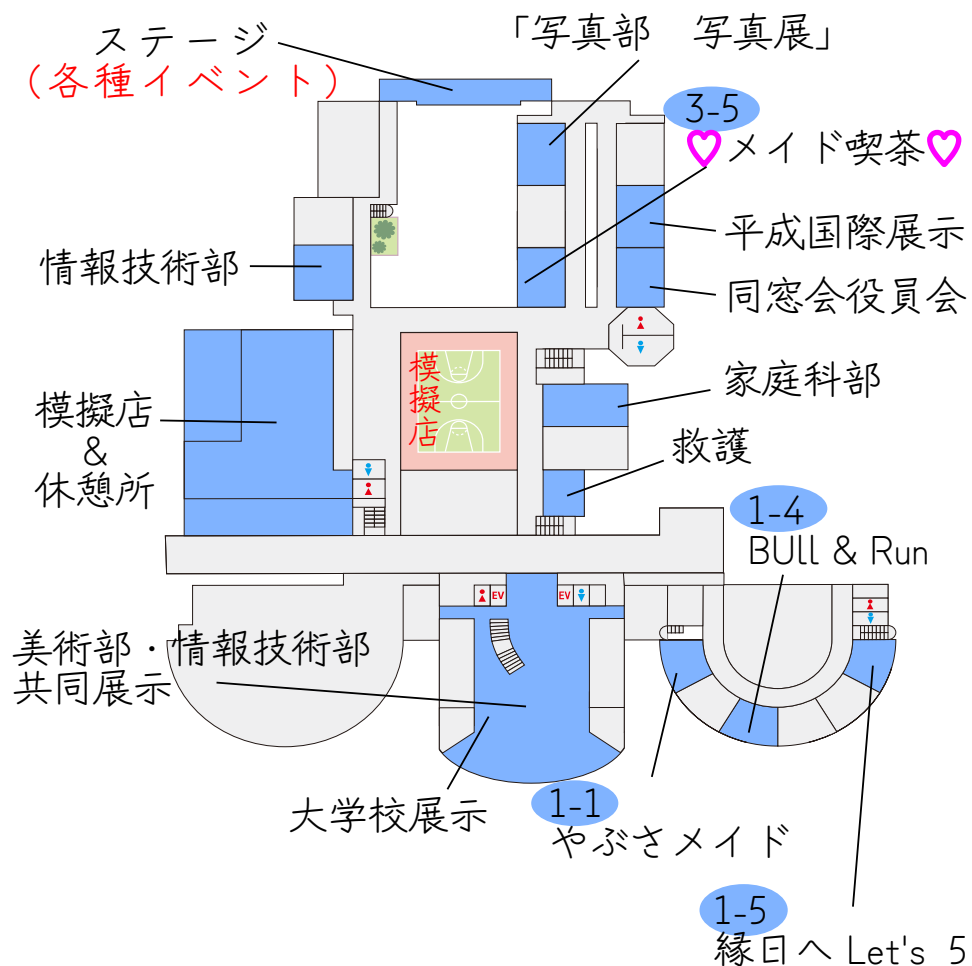 ステージ
(各種イベント)
「写真部　写真展」
3-5
♡メイド喫茶♡
平成国際展示
同窓会役員会
情報技術部
模擬店
模擬店
&
休憩所
家庭科部
救護
1-4
BUll & Run
EV
EV
美術部・情報技術部
共同展示
大学校展示
1-1
やぶさメイド
1-5
縁日へ Let's 5